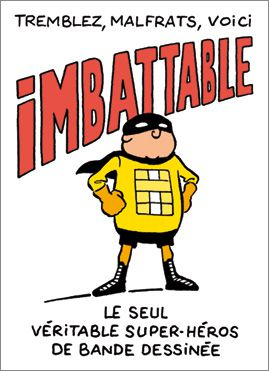 TREMBLEZ, MALFRATS, VOiCi
iMBATTABLE
LE SEUL
VÉRITABLE SUPER-HÉROS
DE BANDE DESSINÉE